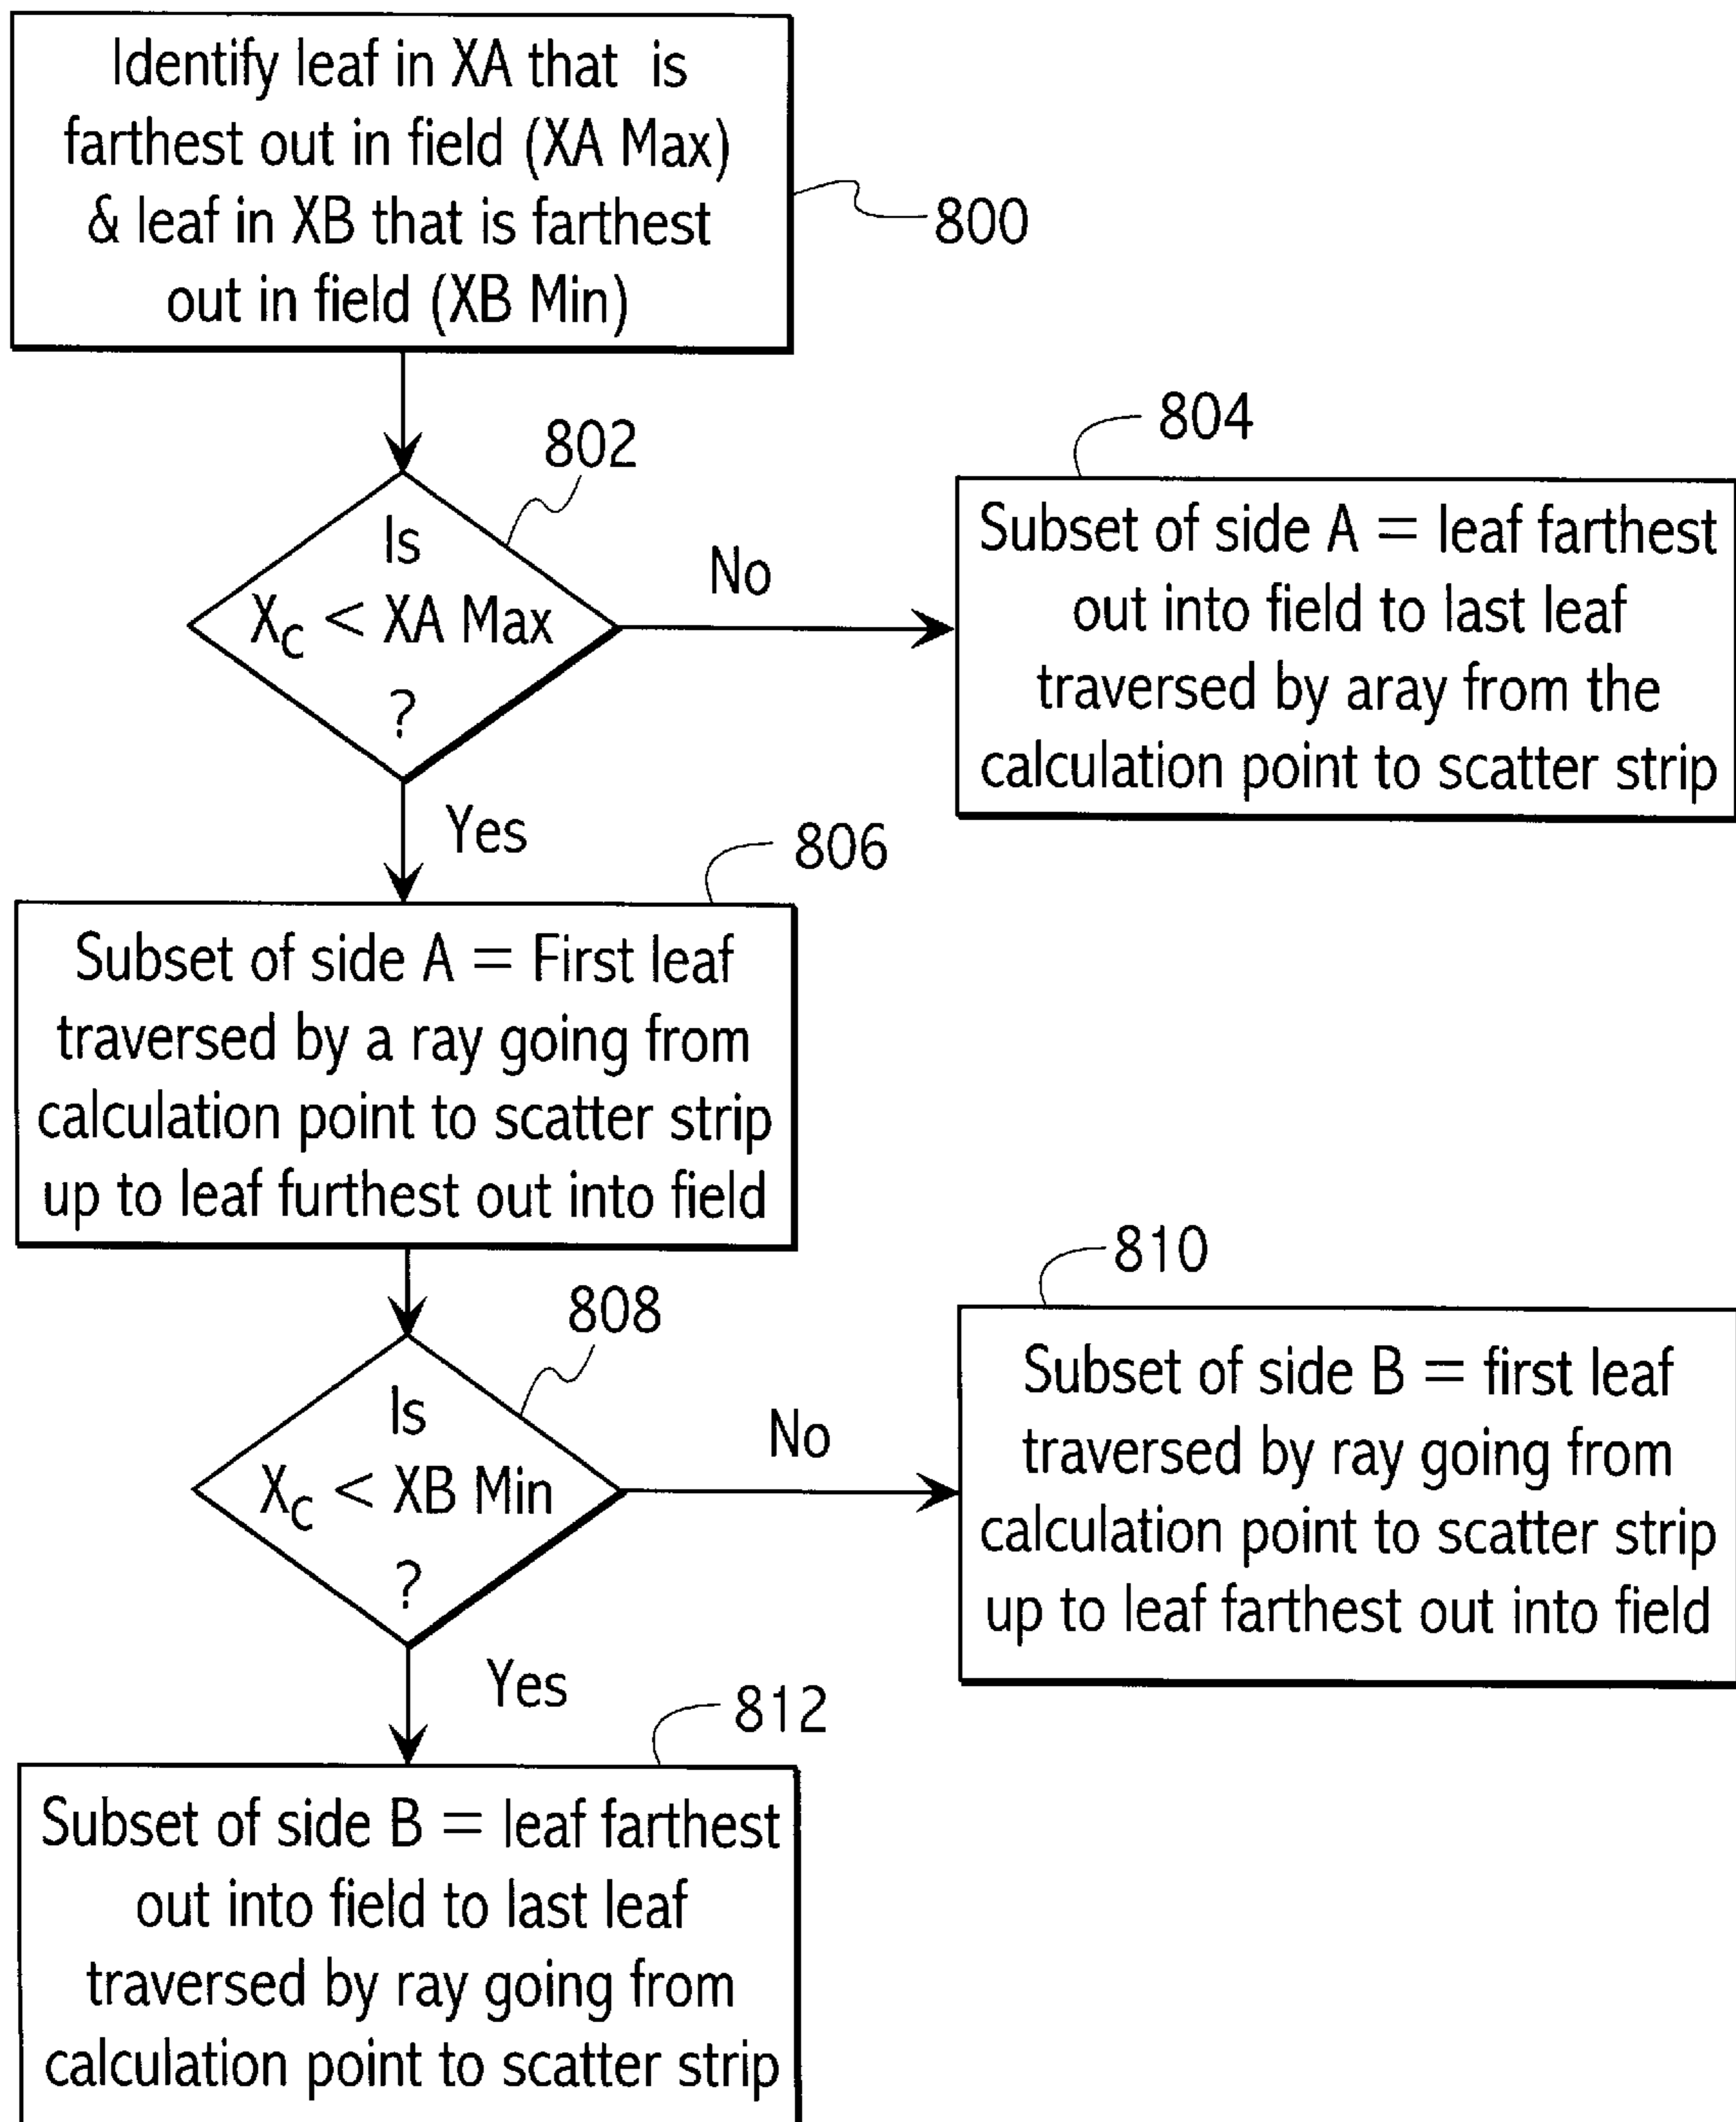 Identify leaf in XA that is
farthest out in field (XA Max)
& leaf in XB that is farthest
out in field (XB Min)
800
802
Is
Xc < XA Max
?
No
804
Subset of side A = leaf farthest
out into field to last leaf
traversed by aray from the
calculation point to scatter strip
Yes
806
Subset of side A = First leaf
traversed by a ray going from
calculation point to scatter strip
up to leaf furthest out into field
808
Is
Xc < XB Min
?
No
810
Subset of side B = first leaf
traversed by ray going from
calculation point to scatter strip
up to leaf farthest out into field
Yes
812
Subset of side B = leaf farthest
out into field to last leaf
traversed by ray going from
calculation point to scatter strip